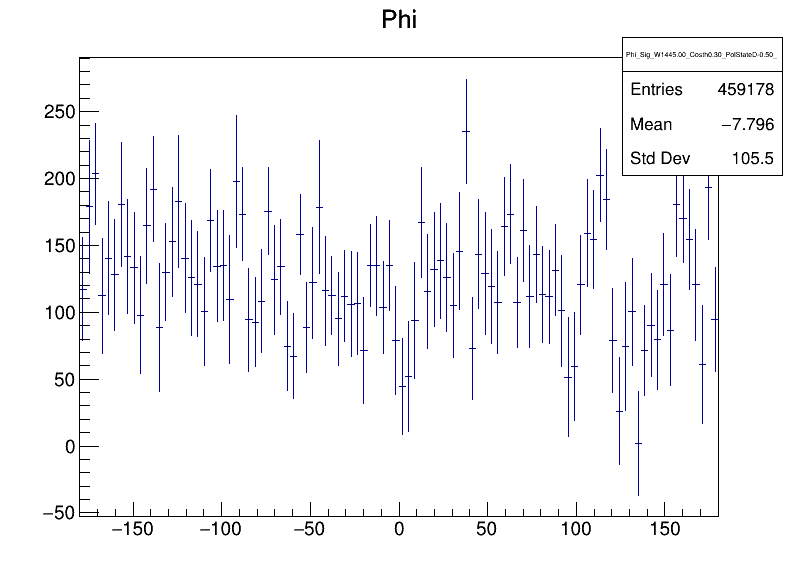 Phi
Phi_Sig_W1445.00_Costh0.30_PolStateD-0.50_
Entries 459178
Mean −7.796
Std Dev 105.5
250
200
150
100
50
0
−50
−150 −100 −50 0 50 100 150